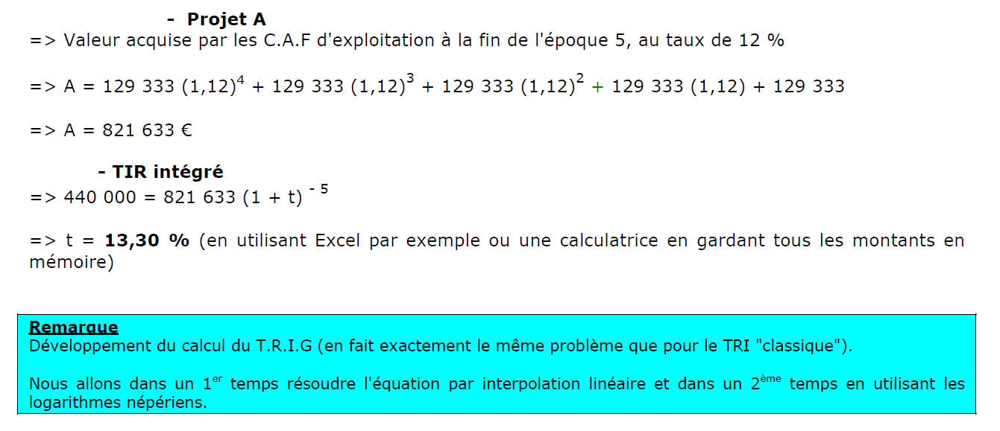 - Projet A
=> Valeur acquise par les C.A.F d'exploitation à la fin de l'époque 5, au taux de 12 %
=> A = 129 333 (1,12)⁴ + 129 333 (1,12)³ + 129 333 (1,12)² + 129 333 (1,12) + 129 333
=> A = 821 633 €
- TIR intégré
=> 440 000 = 821 633 (1 + t) ⁻ ⁵
=> t = 13,30 % (en utilisant Excel par exemple ou une calculatrice en gardant tous les montants en
mémoire)
Remarque
Développement du calcul du T.R.I.G (en fait exactement le même problème que pour le TRI "classique").
Nous allons dans un 1er temps résoudre l'équation par interpolation linéaire et dans un 2ème temps en utilisant les
logarithmes népériens.